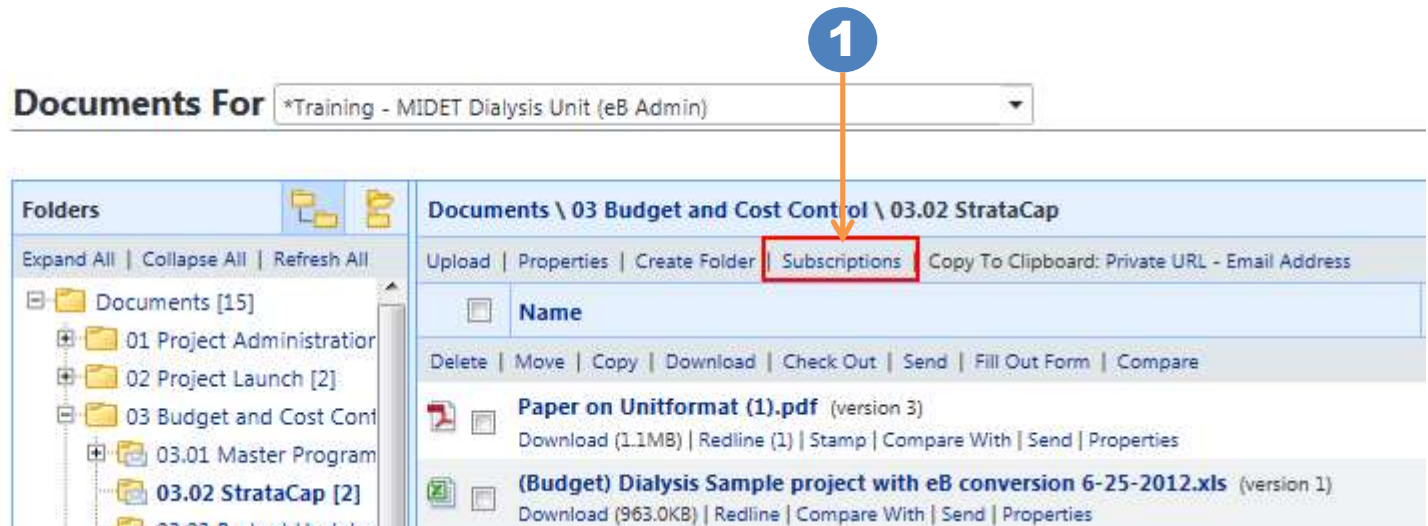 1
Documents For *Training - MIDET Dialysis Unit (eB Admin)
Folders
Expand All | Collapse All | Refresh All
Documents [15]
01 Project Administration
02 Project Launch [2]
03 Budget and Cost Cont
03.01 Master Program
03.02 StrataCap [2]
Documents \ 03 Budget and Cost Control \ 03.02 StrataCap
Upload | Properties | Create Folder | Subscriptions | Copy To Clipboard: Private URL - Email Address
Name
Delete | Move | Copy | Download | Check Out | Send | Fill Out Form | Compare
Paper on Unitformat (1).pdf (version 3)
Download (1.1MB) | Redline (1) | Stamp | Compare With | Send | Properties
(Budget) Dialysis Sample project with eB conversion 6-25-2012.xls (version 1)
Download (963.0KB) | Redline | Compare With | Send | Properties